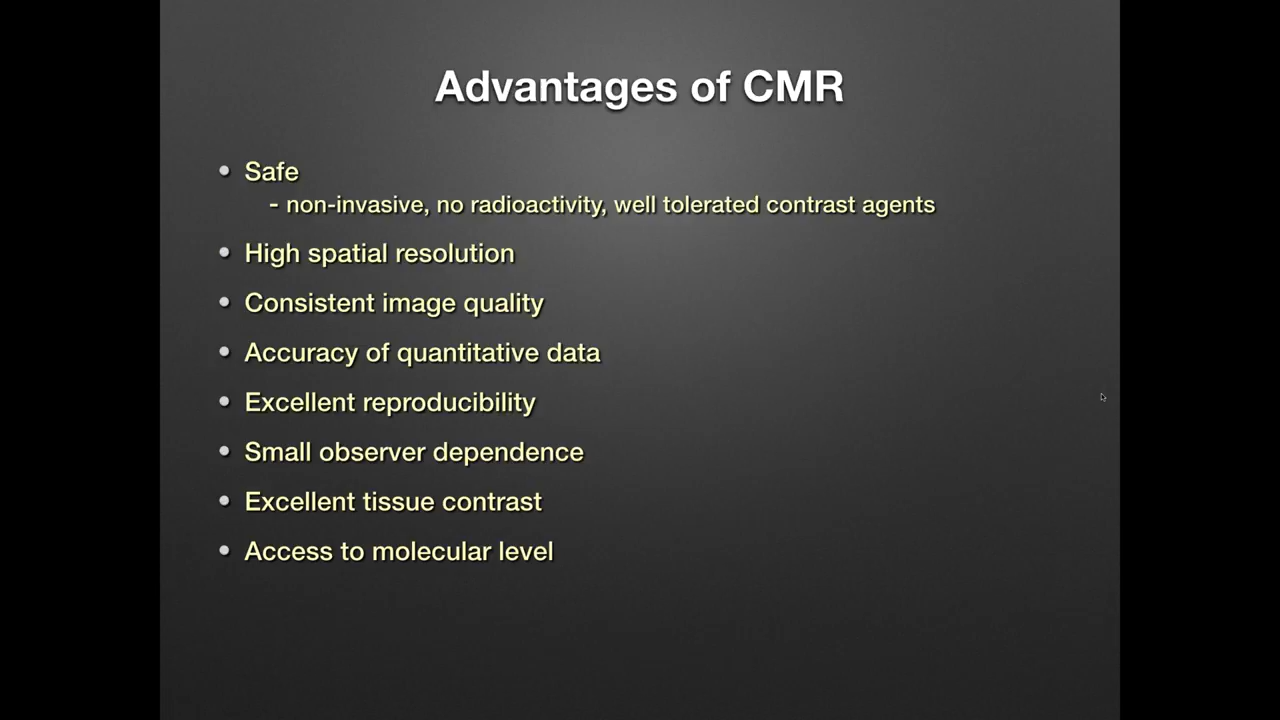 Advantages of CMR
• Safe
- non-invasive, no radioactivity, well tolerated contrast agents
• High spatial resolution
• Consistent image quality
• Accuracy of quantitative data
• Excellent reproducibility
• Small observer dependence
• Excellent tissue contrast
• Access to molecular level